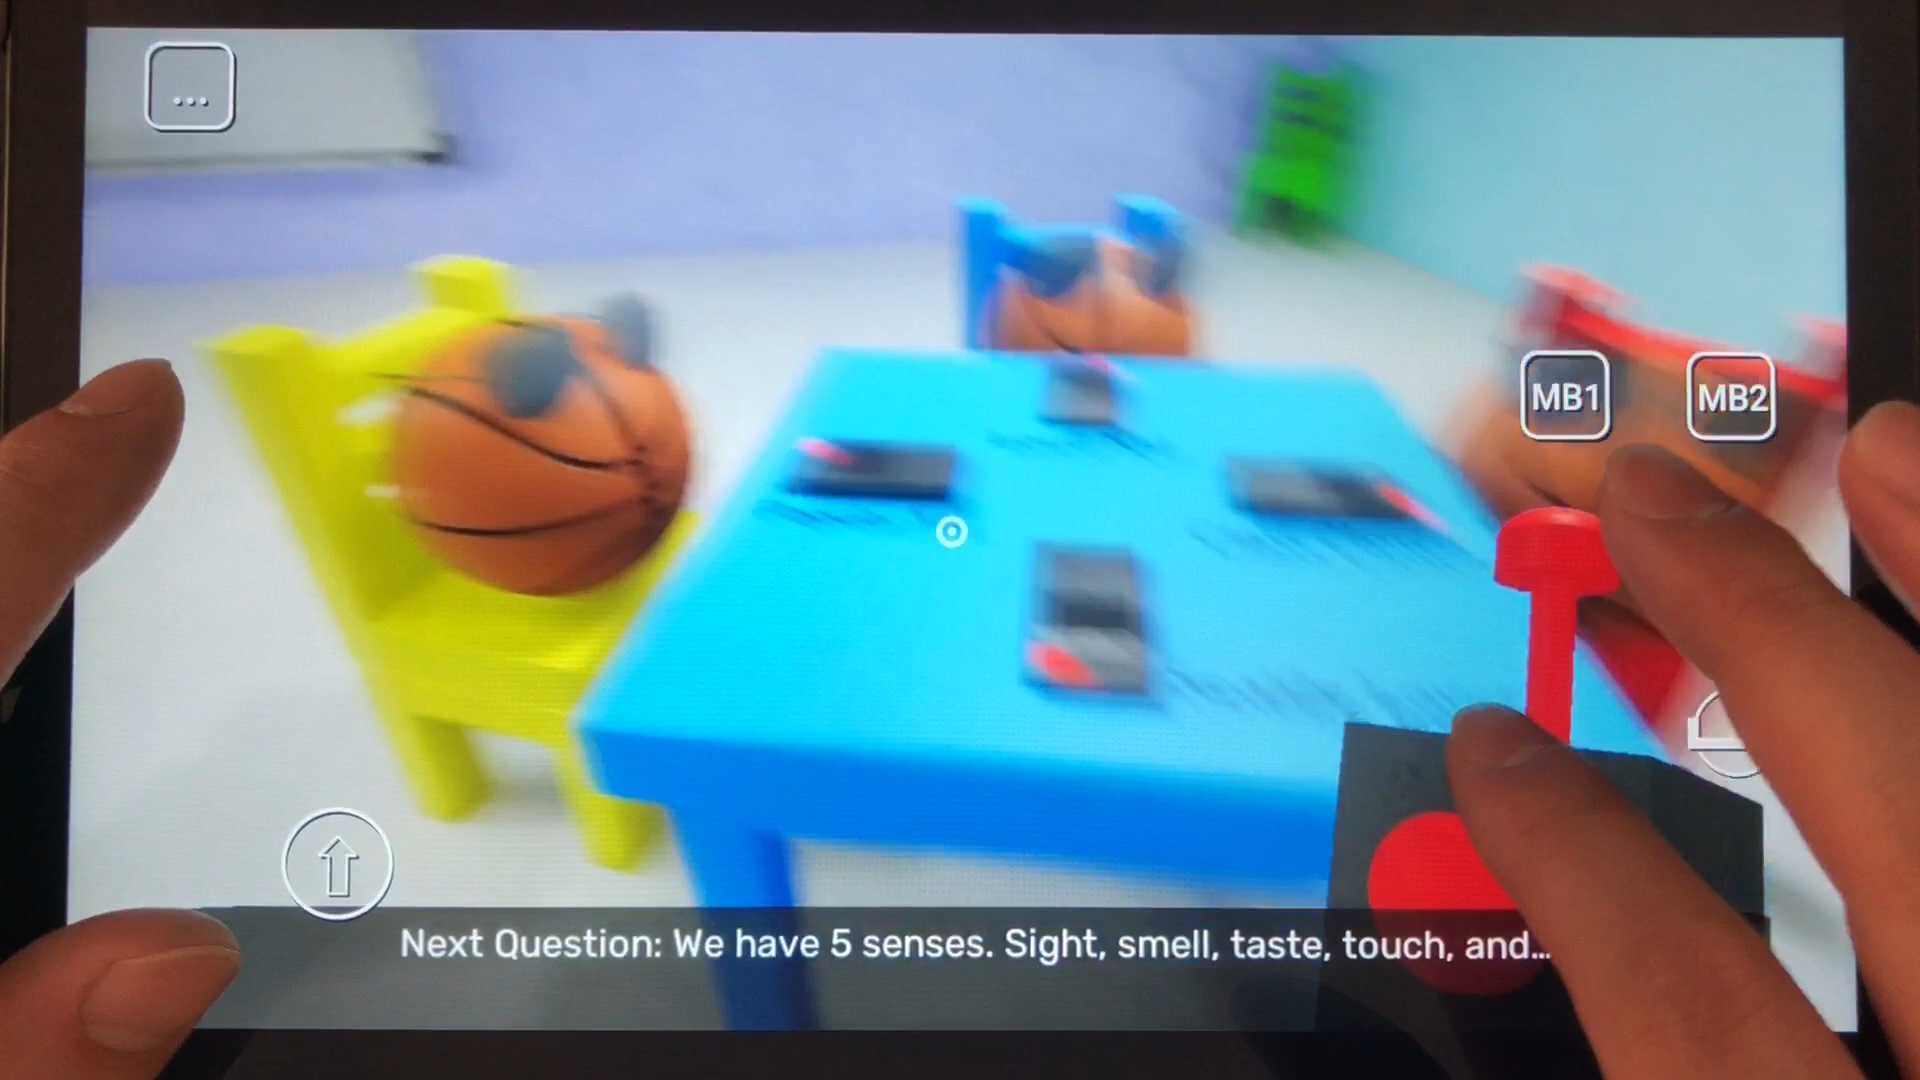 ...
MB1
MB2
Next Question: We have 5 senses. Sight, smell, taste, touch, and...